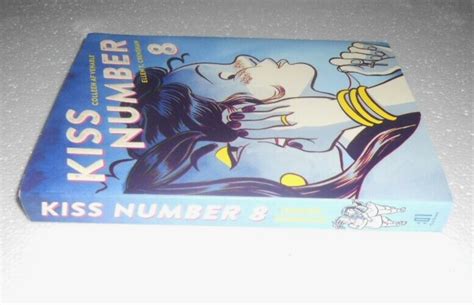 KISS
NUMBER
8
COLLEEN AF VENABLE
ELLEN T. CRENSHAW
KISS NUMBER 8